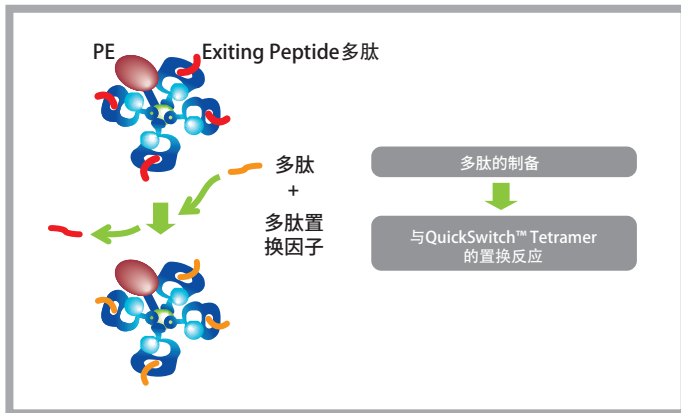 PE
Exiting Peptide多肽
多肽
+
多肽置
换因子
多肽的制备
与QuickSwitch™ Tetramer
的置换反应